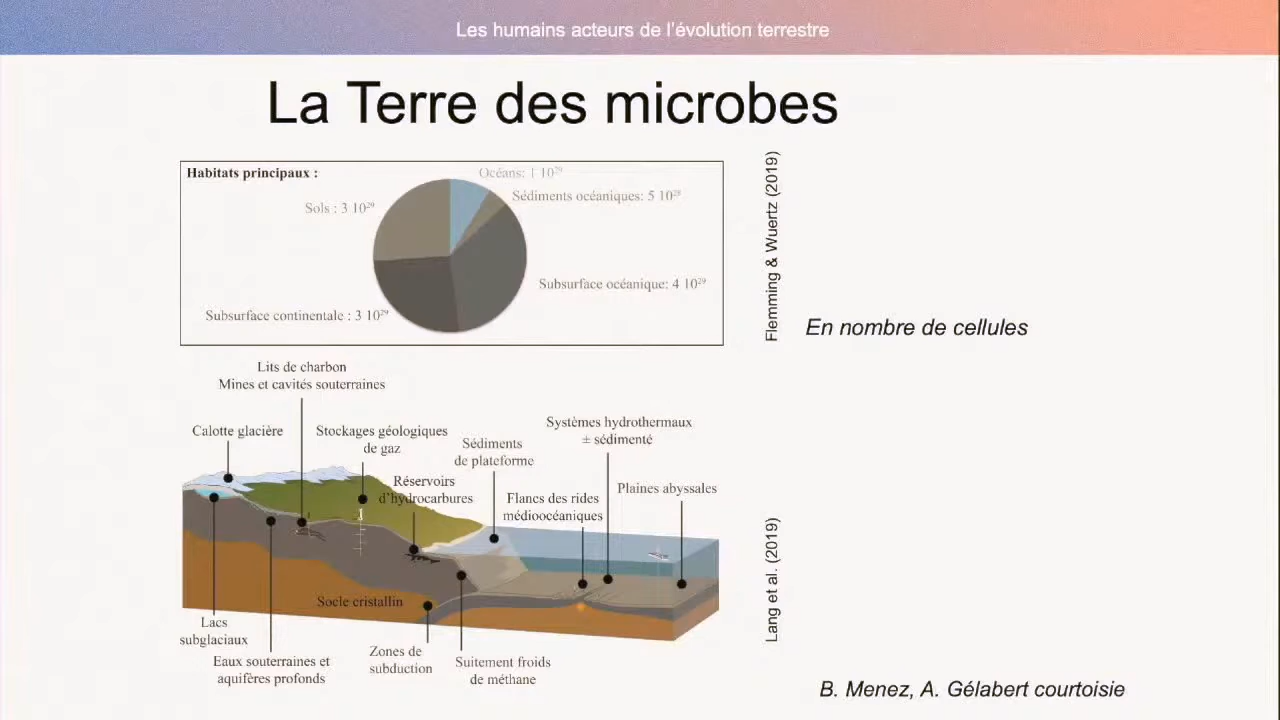 Les humains acteurs de l'évolution terrestre
La Terre des microbes
Habitats principaux :
Océans: 1 10²⁹
Sédiments océaniques: 5 10²⁸
Sols : 3 10²⁹
Subsurface océanique: 4 10²⁹
Subsurface continentale : 3 10²⁹
Flemming & Wuertz (2019)
En nombre de cellules
Lits de charbon
Mines et cavités souterraines
Calotte glacière
Stockages géologiques
de gaz
Réservoirs
d'hydrocarbures
Sédiments
de plateforme
Systèmes hydrothermaux
± sédimenté
Flancs des rides
médioocéaniques
Plaines abyssales
Socle cristallin
Lacs
subglaciaux
Eaux souterraines et
aquifères profonds
Zones de
subduction
Suitement froids
de méthane
Lang et al. (2019)
B. Menez, A. Gélabert courtoisie